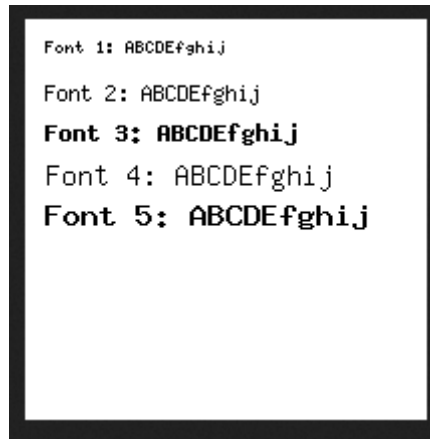 Font 1: ABCDEfghij
Font 2: ABCDEfghij
Font 3: ABCDEfghij
Font 4: ABCDEfghij
Font 5: ABCDEfghij